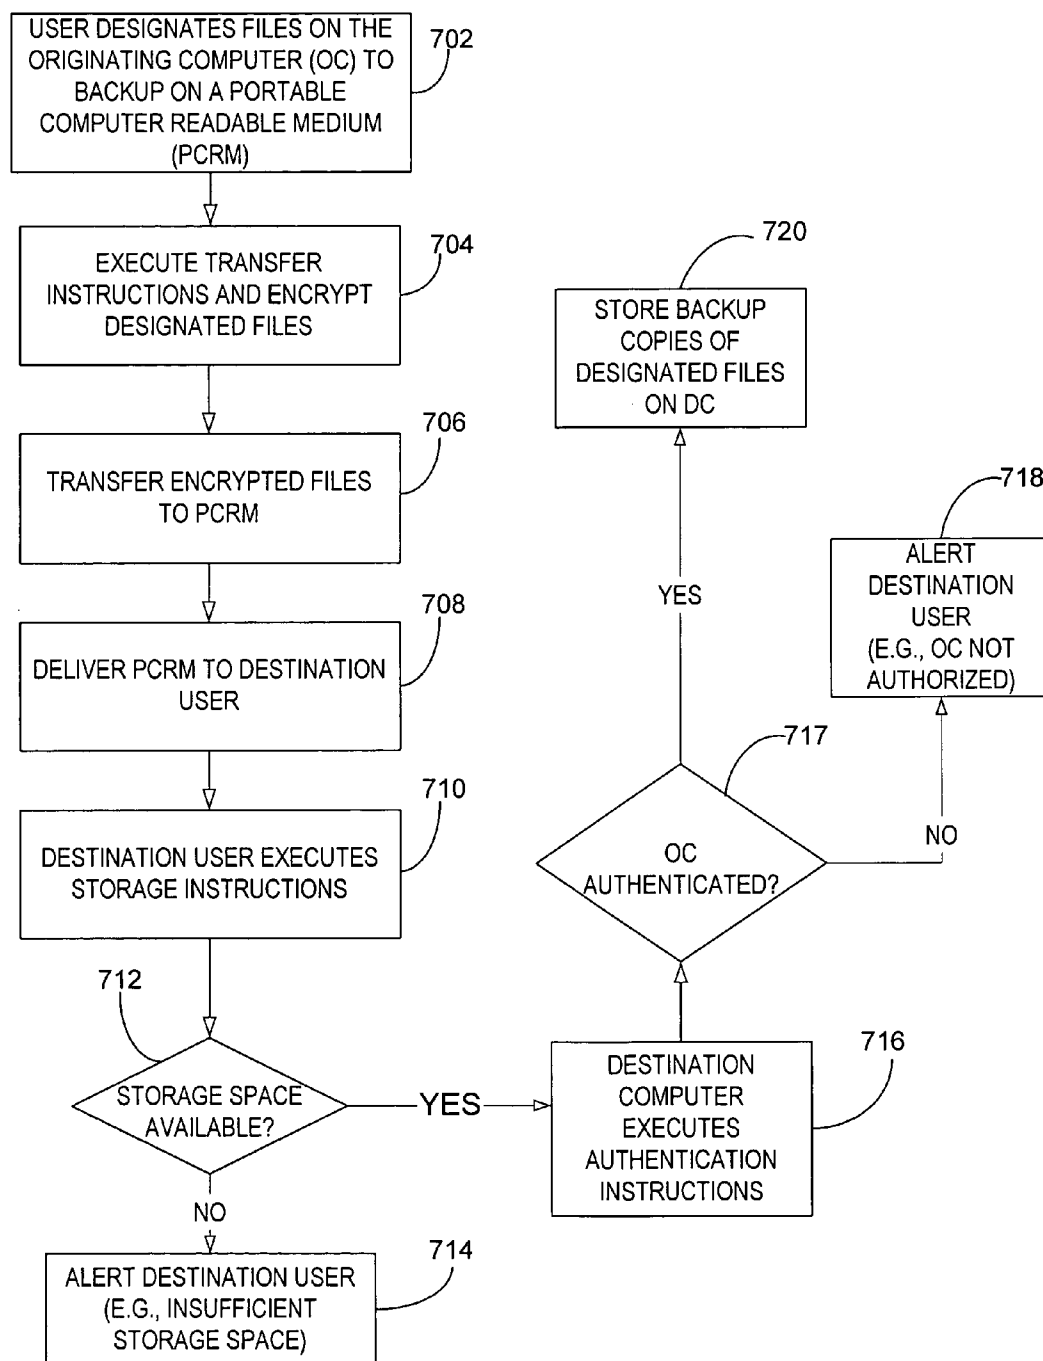 USER DESIGNATES FILES ON THE
ORIGINATING COMPUTER (OC) TO
BACKUP ON A PORTABLE
COMPUTER READABLE MEDIUM
(PCRM)
702
EXECUTE TRANSFER
INSTRUCTIONS AND ENCRYPT
DESIGNATED FILES
704
TRANSFER ENCRYPTED FILES
TO PCRM
706
DELIVER PCRM TO DESTINATION
USER
708
DESTINATION USER EXECUTES
STORAGE INSTRUCTIONS
710
712
STORAGE SPACE
AVAILABLE?
YES
NO
ALERT DESTINATION USER
(E.G., INSUFFICIENT
STORAGE SPACE)
714
DESTINATION
COMPUTER
EXECUTES
AUTHENTICATION
INSTRUCTIONS
716
OC
AUTHENTICATED?
717
YES
NO
ALERT
DESTINATION
USER
(E.G., OC NOT
AUTHORIZED)
718
STORE BACKUP
COPIES OF
DESIGNATED FILES
ON DC
720